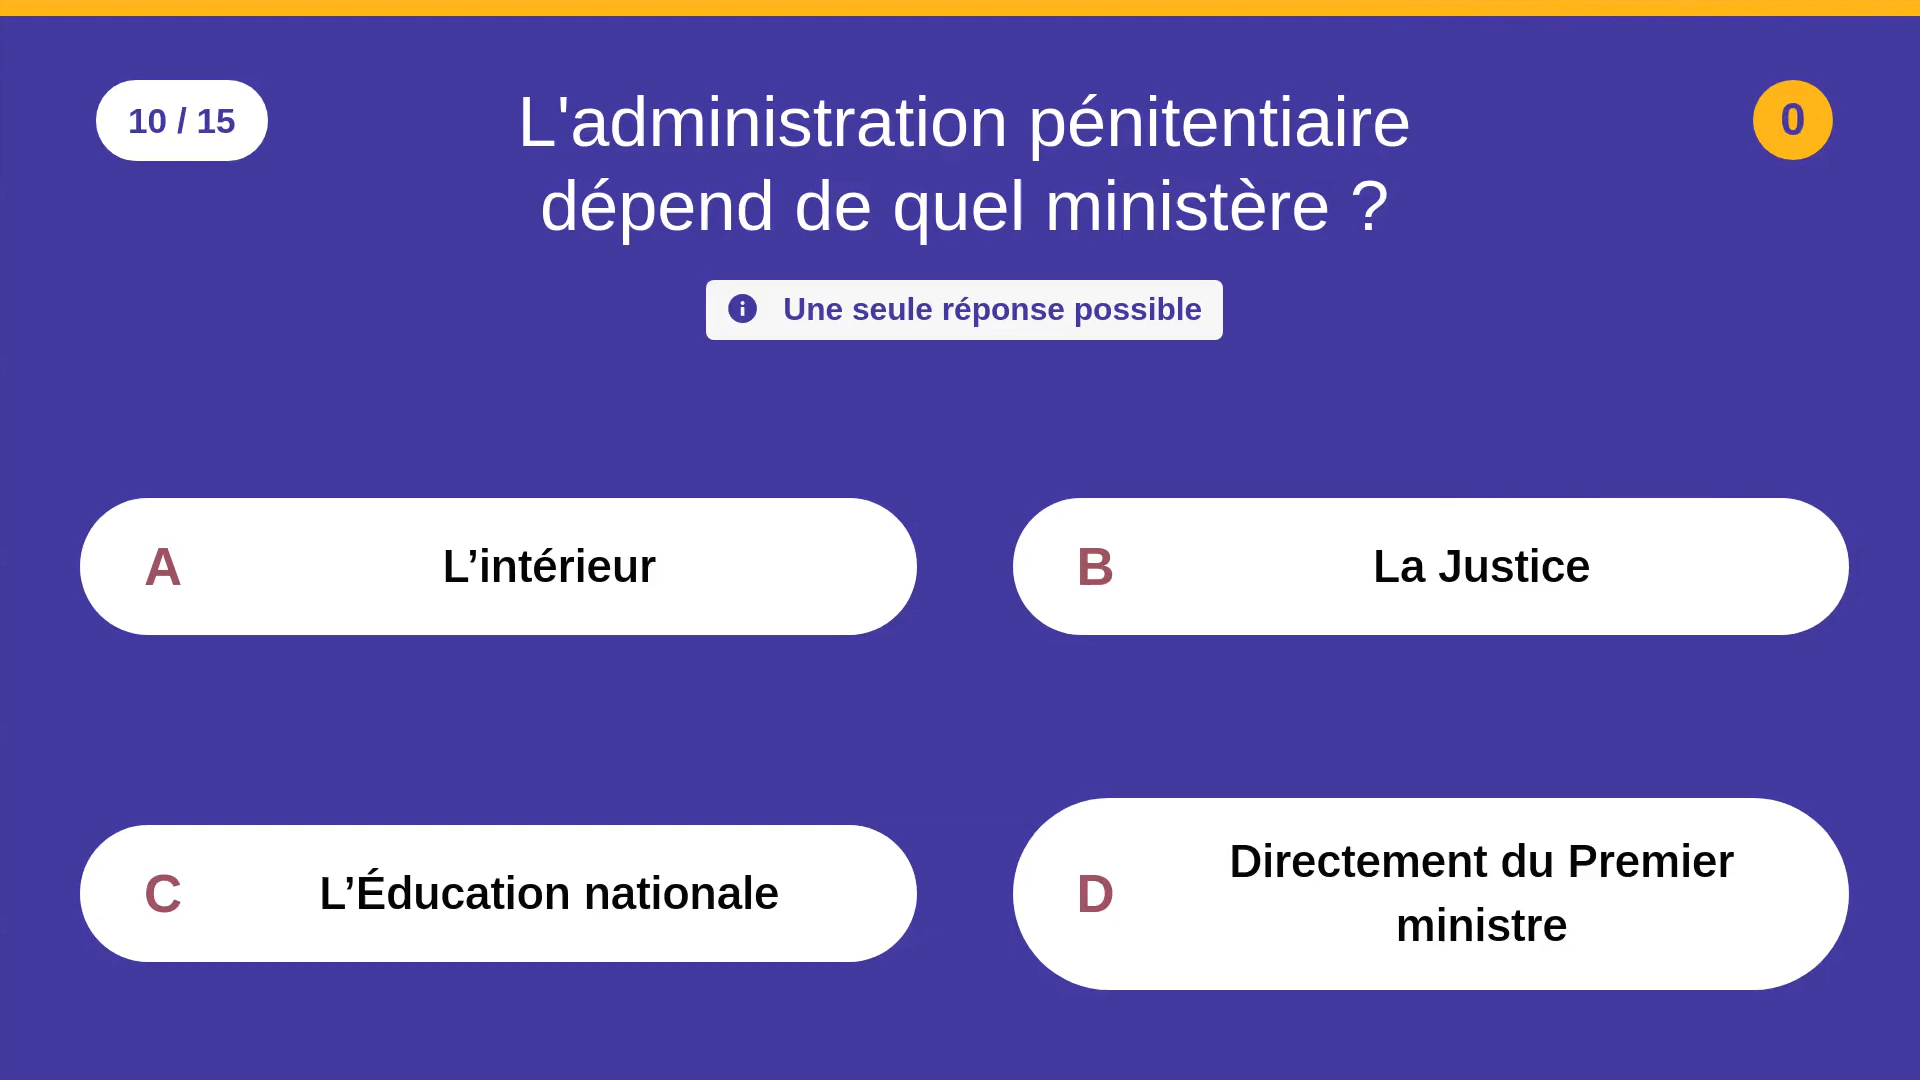 10 / 15
L'administration pénitentiaire
dépend de quel ministère ?
0
Une seule réponse possible
A
L’intérieur
B
La Justice
C
L’Éducation nationale
D
Directement du Premier
ministre